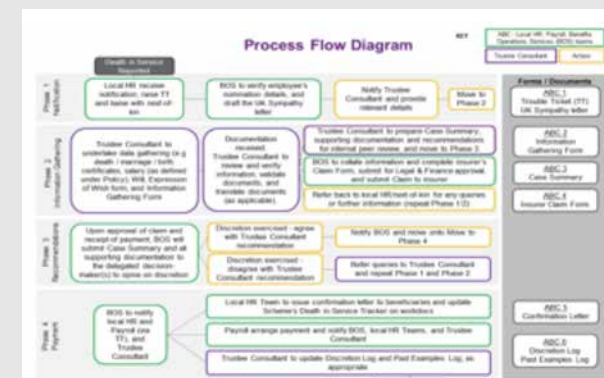 Process Flow Diagram
KEY
ABC - Local HR, Payroll, Benefits
Operations, Services (BOS) teams
Trustee Consultant
Action
Death in Service
Reported
Forms / Documents
Phase 1
Notification
Local HR receive
notification, raise TT
and liaise with next-of-
kin
BOS to verify employee's
nomination details, and
draft the UK Sympathy
letter
Notify Trustee
Consultant and provide
relevant details
Move to
Phase 2
ABC 1
Trouble Ticket (TT)
UK Sympathy letter
Phase 2
Information Gathering
Trustee Consultant to
undertake data gathering (e.g
death / marriage / birth
certificates, salary (as defined
under Policy), Will, Expression
of Wish form, and Information
Gathering Form)
Documentation
received:
Trustee Consultant to
review and verify
information, validate
documents, and
translate documents
(as applicable).
Trustee Consultant to prepare Case Summary,
supporting documentation and recommendations
for internal peer review, and move to Phase 3
BOS to collate information and complete insurer's
Claim Form, submit for Legal & Finance approval,
and submit Claim to insurer
Refer back to local HR/next-of-kin for any queries
or further information (repeat Phase 1/2)
ABC 2
Information
Gathering Form
ABC 3
Case Summary
ABC 4
Insurer Claim Form
Phase 3
Recommendations
Upon approval of claim and
receipt of payment, BOS will
submit Case Summary and all
supporting documentation to
the delegated decision-
maker(s) to opine on discretion
Discretion exercised - agree
with Trustee Consultant
recommendation
Notify BOS and move onto
Phase 4
Discretion exercised -
disagree with Trustee
Consultant recommendation
Refer queries to Trustee Consultant
and repeat Phase 1 and Phase 2
Phase 4
Payment
BOS to notify
local HR and
Payroll (via
TT), and
Trustee
Consultant
Local HR Team to issue confirmation letter to beneficiaries and update
Scheme's Death in Service Tracker on workdocs
Payroll arrange payment and notify BOS, local HR Teams, and Trustee
Consultant
Trustee Consultant to update Discretion Log and Past Examples Log, as
appropriate
ABC 5
Confirmation Letter
ABC 6
Discretion Log
Past Examples Log